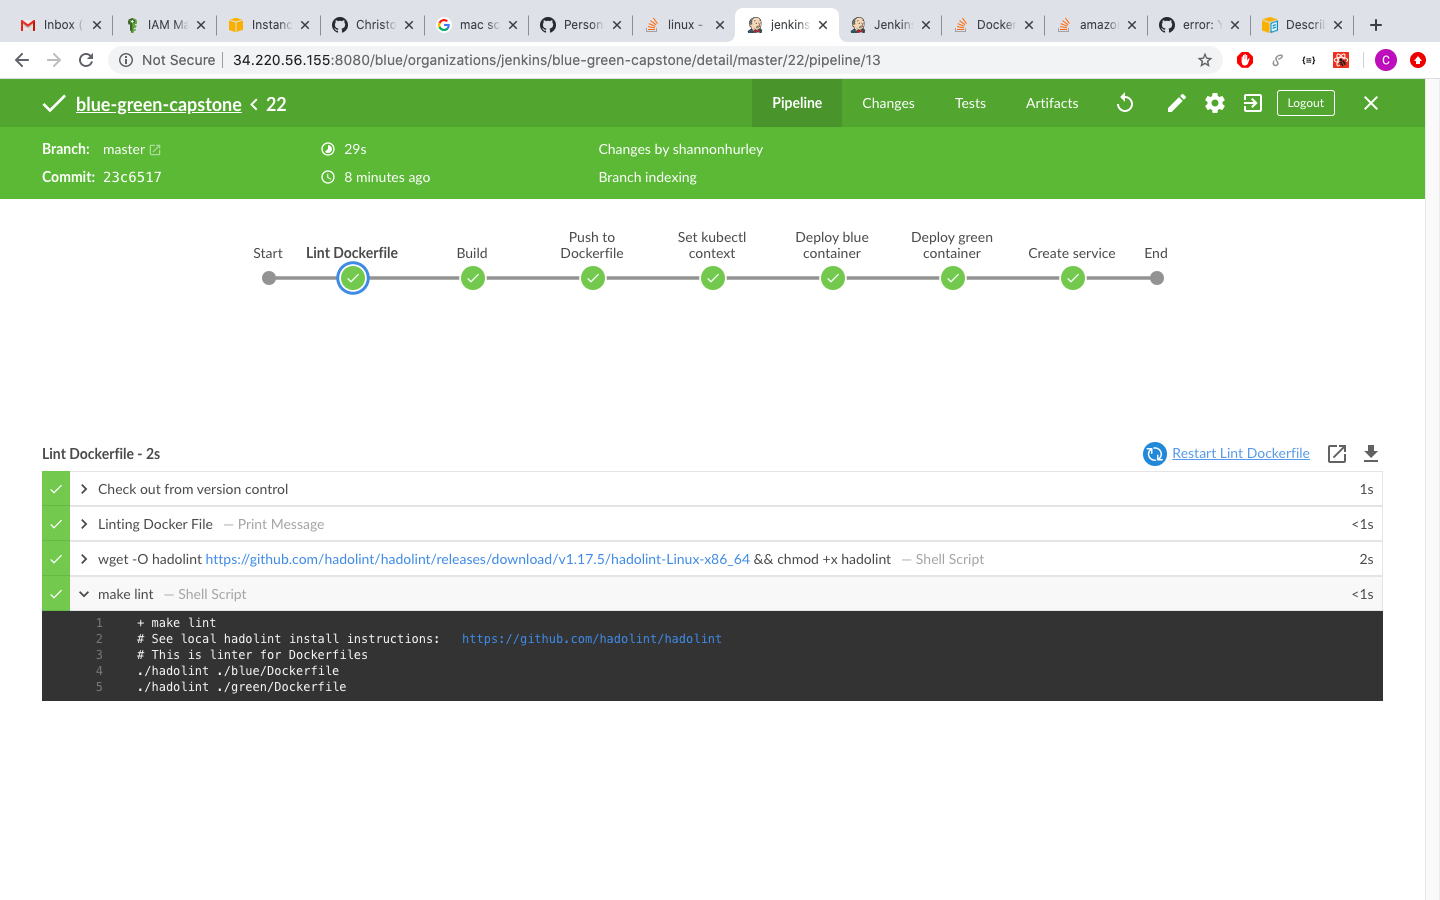 Inbox (
IAM Ma
Instanc
Christo
mac sc
Person
linux -
jenkins
Jenkin
Docker
amazo
error: Y
Descri
Not Secure
34.220.56.155:8080/blue/organizations/jenkins/blue-green-capstone/detail/master/22/pipeline/13
C
blue-green-capstone < 22
Pipeline
Changes
Tests
Artifacts
Logout
Branch: master
29s
Changes by shannonhurley
Commit: 23c6517
8 minutes ago
Branch indexing
Start
Lint Dockerfile
Build
Push to
Dockerfile
Set kubectl
context
Deploy blue
container
Deploy green
container
Create service
End
Lint Dockerfile - 2s
Restart Lint Dockerfile
Check out from version control 1s
Linting Docker File — Print Message <1s
wget -O hadolint https://github.com/hadolint/hadolint/releases/download/v1.17.5/hadolint-Linux-x86_64 && chmod +x hadolint — Shell Script 2s
make lint — Shell Script <1s
1 + make lint
2 # See local hadolint install instructions: https://github.com/hadolint/hadolint
3 # This is linter for Dockerfiles
4 ./hadolint ./blue/Dockerfile
5 ./hadolint ./green/Dockerfile